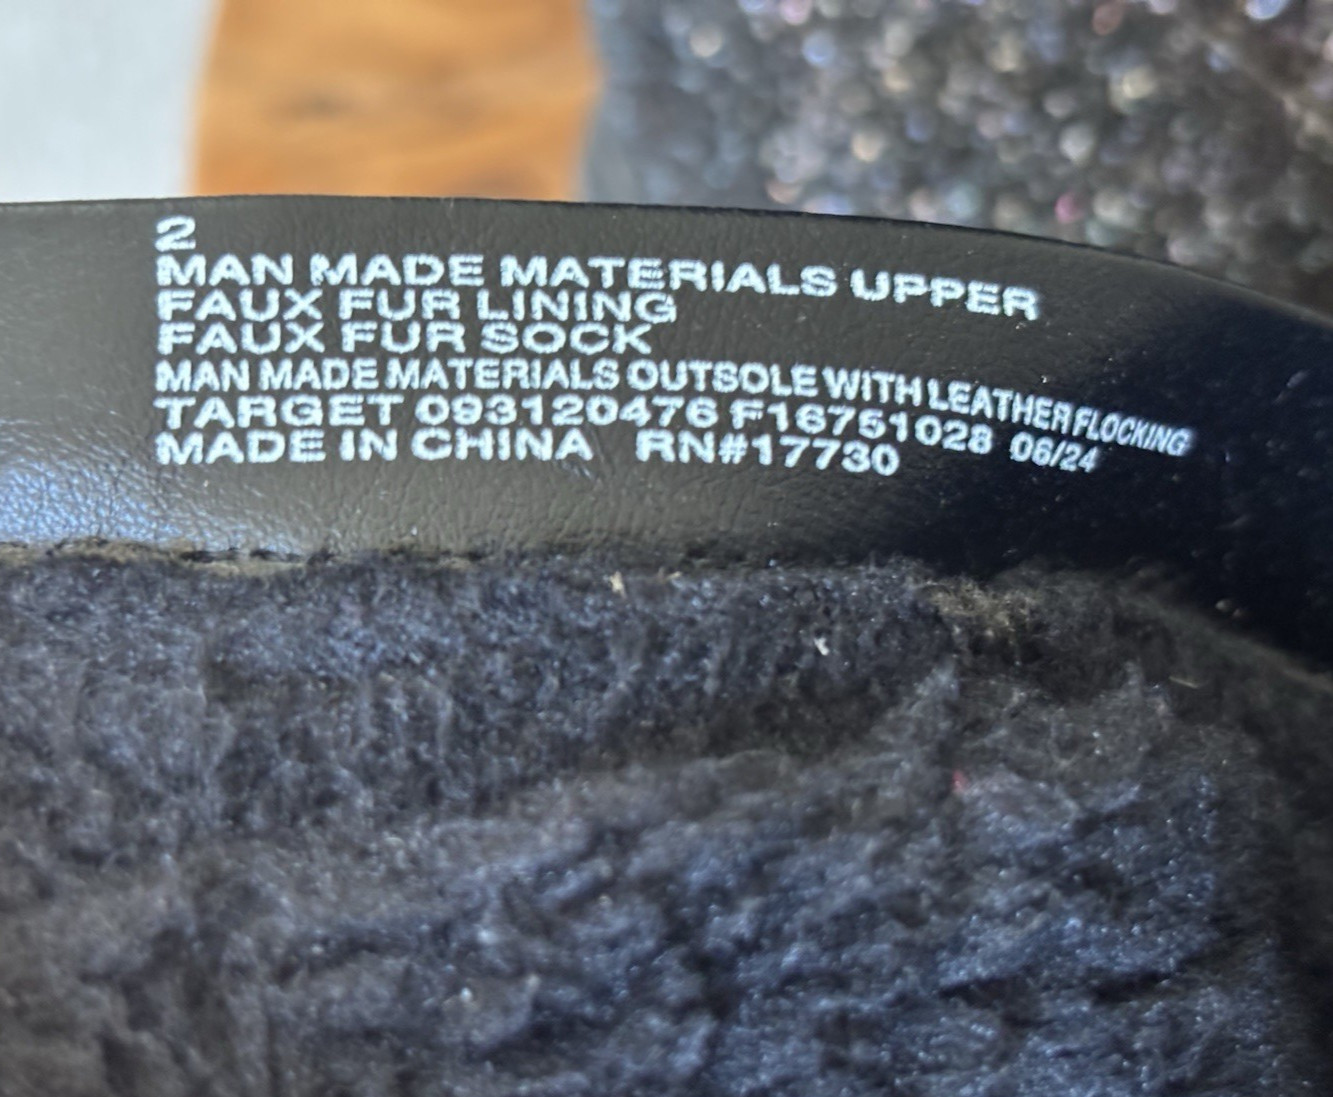 2
MAN MADE MATERIALS UPPER
FAUX FUR LINING
FAUX FUR SOCK
MAN MADE MATERIALS OUTSOLE WITH LEATHER FLOCKING
TARGET 093120476 F16751028 06/24
MADE IN CHINA RN#17730